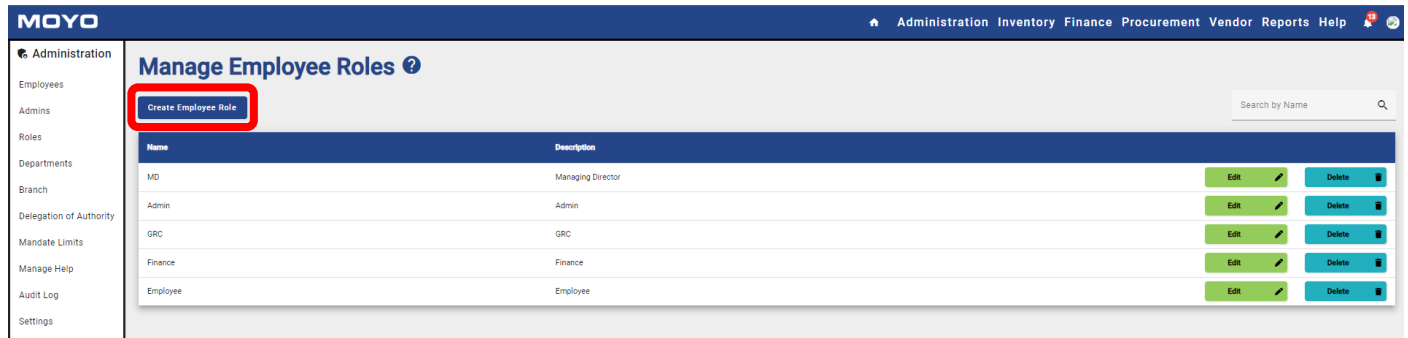 MOYO
Administration Inventory Finance Procurement Vendor Reports Help 13
Administration
Employees
Admins
Roles
Departments
Branch
Delegation of Authority
Mandate Limits
Manage Help
Audit Log
Settings
Manage Employee Roles ?
Create Employee Role
Search by Name
Name Description
MD Managing Director Edit Delete
Admin Admin Edit Delete
GRC GRC Edit Delete
Finance Finance Edit Delete
Employee Employee Edit Delete